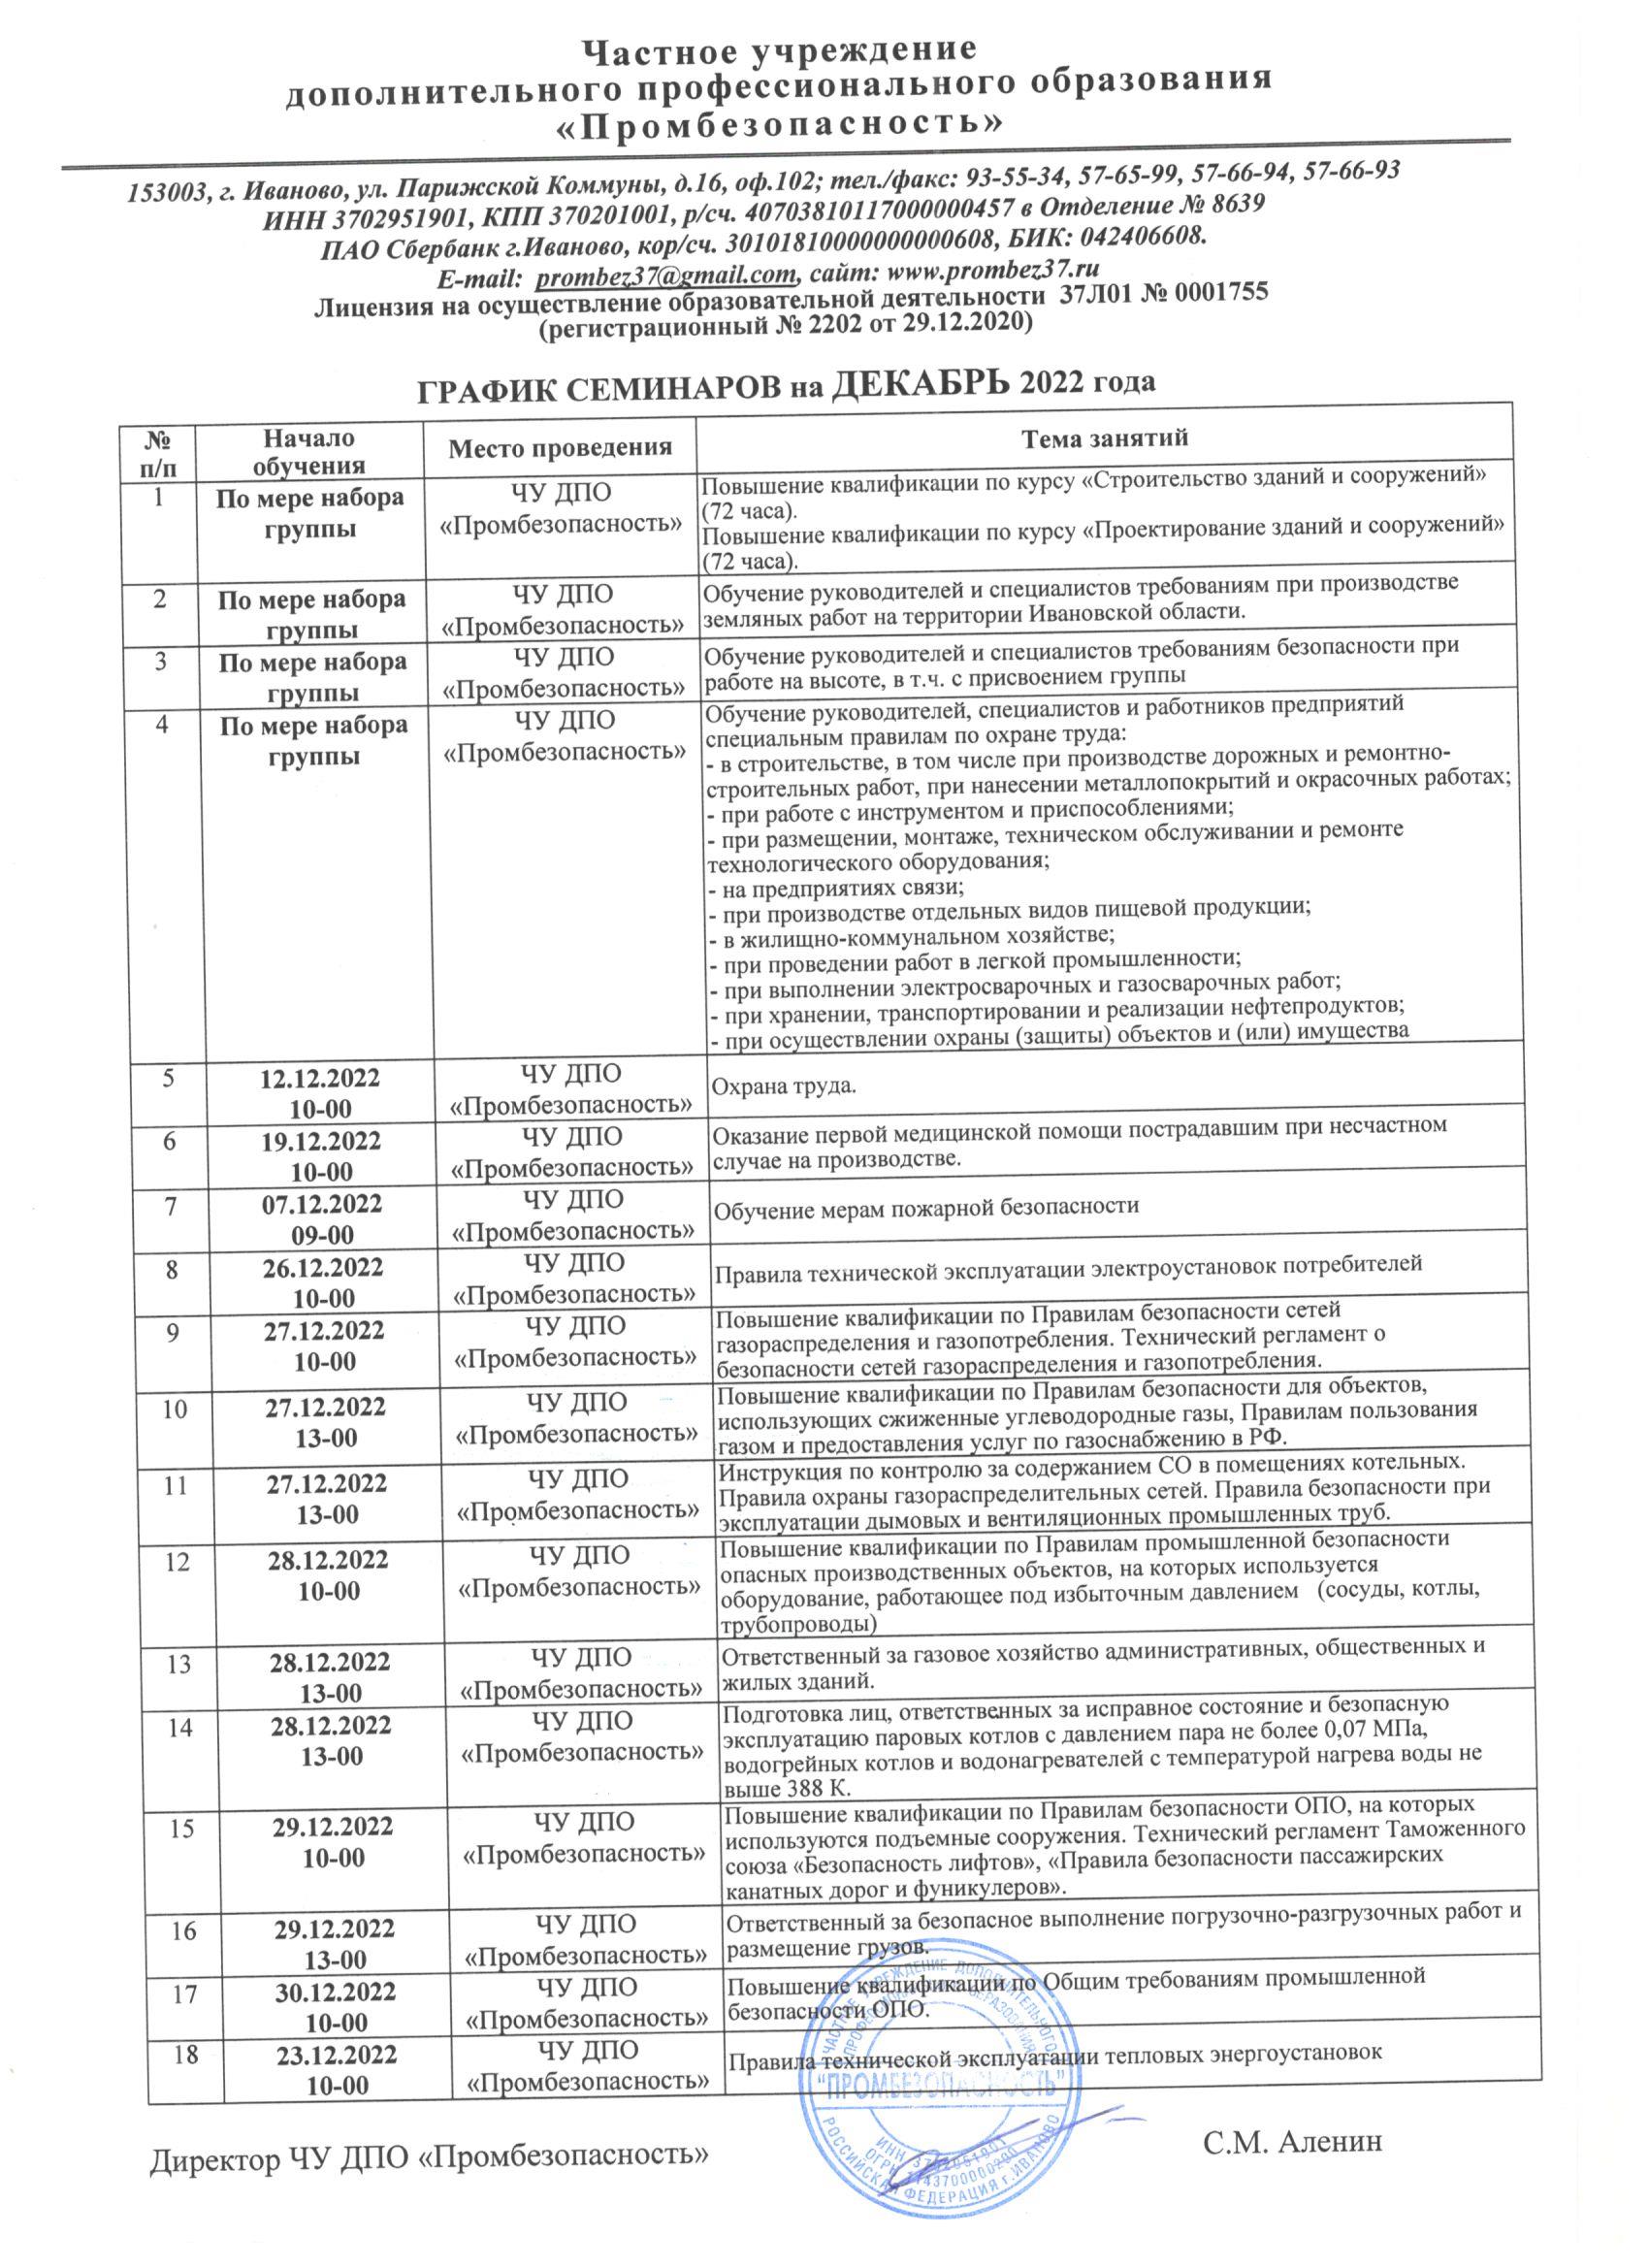 Частное учреждение
дополнительного профессионального образования
«Промбезопасность»
153003, г. Иваново, ул. Парижской Коммуны, д.16, оф.102; тел./факс: 93-55-34, 57-65-99, 57-66-94, 57-66-93
ИНН 3702951901, КПП 370201001, р/сч. 40703810117000000457 в Отделение № 8639
ПАО Сбербанк г.Иваново, кор/сч. 30101810000000000608, БИК: 042406608.
E-mail: prombez37@gmail.com, сайт: www.prombez37.ru
Лицензия на осуществление образовательной деятельности 37Л01 № 0001755
(регистрационный № 2202 от 29.12.2020)
ГРАФИК СЕМИНАРОВ на ДЕКАБРЬ 2022 года
№
п/п
Начало
обучения
Место проведения
Тема занятий
1
По мере набора
группы
ЧУ ДПО
«Промбезопасность»
Повышение квалификации по курсу «Строительство зданий и сооружений»
(72 часа).
Повышение квалификации по курсу «Проектирование зданий и сооружений»
(72 часа).
2
По мере набора
группы
ЧУ ДПО
«Промбезопасность»
Обучение руководителей и специалистов требованиям при производстве
земляных работ на территории Ивановской области.
3
По мере набора
группы
ЧУ ДПО
«Промбезопасность»
Обучение руководителей и специалистов требованиям безопасности при
работе на высоте, в т.ч. с присвоением группы
4
По мере набора
группы
ЧУ ДПО
«Промбезопасность»
Обучение руководителей, специалистов и работников предприятий
специальным правилам по охране труда:
- в строительстве, в том числе при производстве дорожных и ремонтно-
строительных работ, при нанесении металлопокрытий и окрасочных работах;
- при работе с инструментом и приспособлениями;
- при размещении, монтаже, техническом обслуживании и ремонте
технологического оборудования;
- на предприятиях связи;
- при производстве отдельных видов пищевой продукции;
- в жилищно-коммунальном хозяйстве;
- при проведении работ в легкой промышленности;
- при выполнении электросварочных и газосварочных работ;
- при хранении, транспортировании и реализации нефтепродуктов;
- при осуществлении охраны (защиты) объектов и (или) имущества
5
12.12.2022
10-00
ЧУ ДПО
«Промбезопасность»
Охрана труда.
6
19.12.2022
10-00
ЧУ ДПО
«Промбезопасность»
Оказание первой медицинской помощи пострадавшим при несчастном
случае на производстве.
7
07.12.2022
09-00
ЧУ ДПО
«Промбезопасность»
Обучение мерам пожарной безопасности
8
26.12.2022
10-00
ЧУ ДПО
«Промбезопасность»
Правила технической эксплуатации электроустановок потребителей
9
27.12.2022
10-00
ЧУ ДПО
«Промбезопасность»
Повышение квалификации по Правилам безопасности сетей
газораспределения и газопотребления. Технический регламент о
безопасности сетей газораспределения и газопотребления.
10
27.12.2022
13-00
ЧУ ДПО
«Промбезопасность»
Повышение квалификации по Правилам безопасности для объектов,
использующих сжиженные углеводородные газы, Правилам пользования
газом и предоставления услуг по газоснабжению в РФ.
11
27.12.2022
13-00
ЧУ ДПО
«Промбезопасность»
Инструкция по контролю за содержанием СО в помещениях котельных.
Правила охраны газораспределительных сетей. Правила безопасности при
эксплуатации дымовых и вентиляционных промышленных труб.
12
28.12.2022
10-00
ЧУ ДПО
«Промбезопасность»
Повышение квалификации по Правилам промышленной безопасности
опасных производственных объектов, на которых используется
оборудование, работающее под избыточным давлением (сосуды, котлы,
трубопроводы)
13
28.12.2022
13-00
ЧУ ДПО
«Промбезопасность»
Ответственный за газовое хозяйство административных, общественных и
жилых зданий.
14
28.12.2022
13-00
ЧУ ДПО
«Промбезопасность»
Подготовка лиц, ответственных за исправное состояние и безопасную
эксплуатацию паровых котлов с давлением пара не более 0,07 МПа,
водогрейных котлов и водонагревателей с температурой нагрева воды не
выше 388 К.
15
29.12.2022
10-00
ЧУ ДПО
«Промбезопасность»
Повышение квалификации по Правилам безопасности ОПО, на которых
используются подъемные сооружения. Технический регламент Таможенного
союза «Безопасность лифтов», «Правила безопасности пассажирских
канатных дорог и фуникулеров».
16
29.12.2022
13-00
ЧУ ДПО
«Промбезопасность»
Ответственный за безопасное выполнение погрузочно-разгрузочных работ и
размещение грузов.
17
30.12.2022
10-00
ЧУ ДПО
«Промбезопасность»
Повышение квалификации по Общим требованиям промышленной
безопасности ОПО.
18
23.12.2022
10-00
ЧУ ДПО
«Промбезопасность»
Правила технической эксплуатации тепловых энергоустановок
ЧАСТНОЕ УЧРЕЖДЕНИЕ ДОПОЛНИТЕЛЬНОГО
ПРОФЕССИОНАЛЬНОГО ОБРАЗОВАНИЯ
"ПРОМБЕЗОПАСНОСТЬ"
ИНН 3702951901
ОГРН
РОССИЙСКАЯ ФЕДЕРАЦИЯ г.ИВАНОВО
Директор ЧУ ДПО «Промбезопасность»
С.М. Аленин